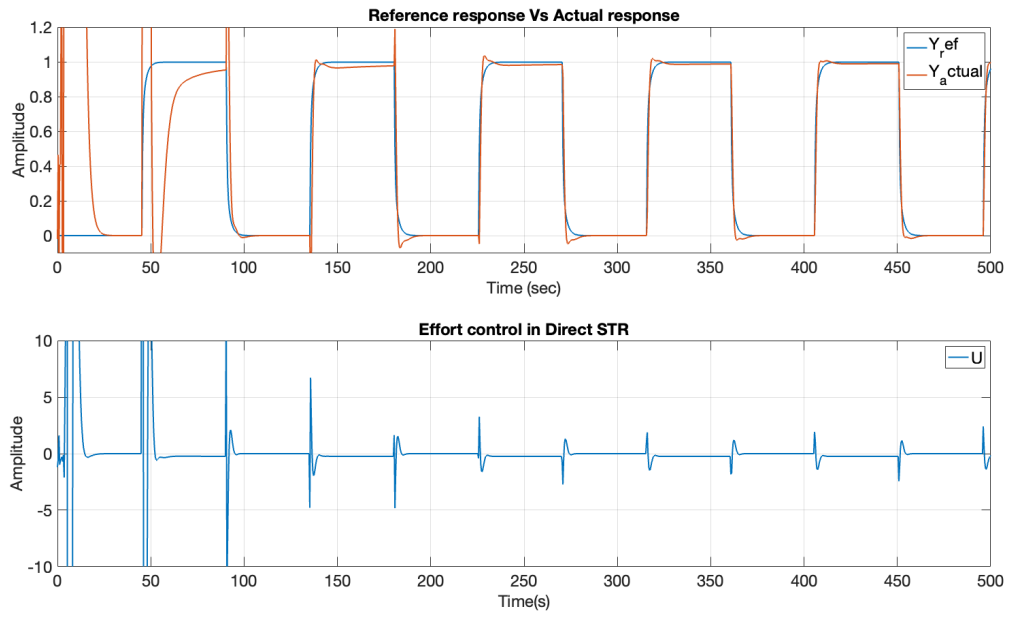 Reference response Vs Actual response
1.2
1
0.8
0.6
0.4
0.2
0
Amplitude
Y_ref
Y_actual
0 50 100 150 200 250 300 350 400 450 500
Time (sec)
Effort control in Direct STR
10
5
0
-5
-10
Amplitude
U
0 50 100 150 200 250 300 350 400 450 500
Time(s)